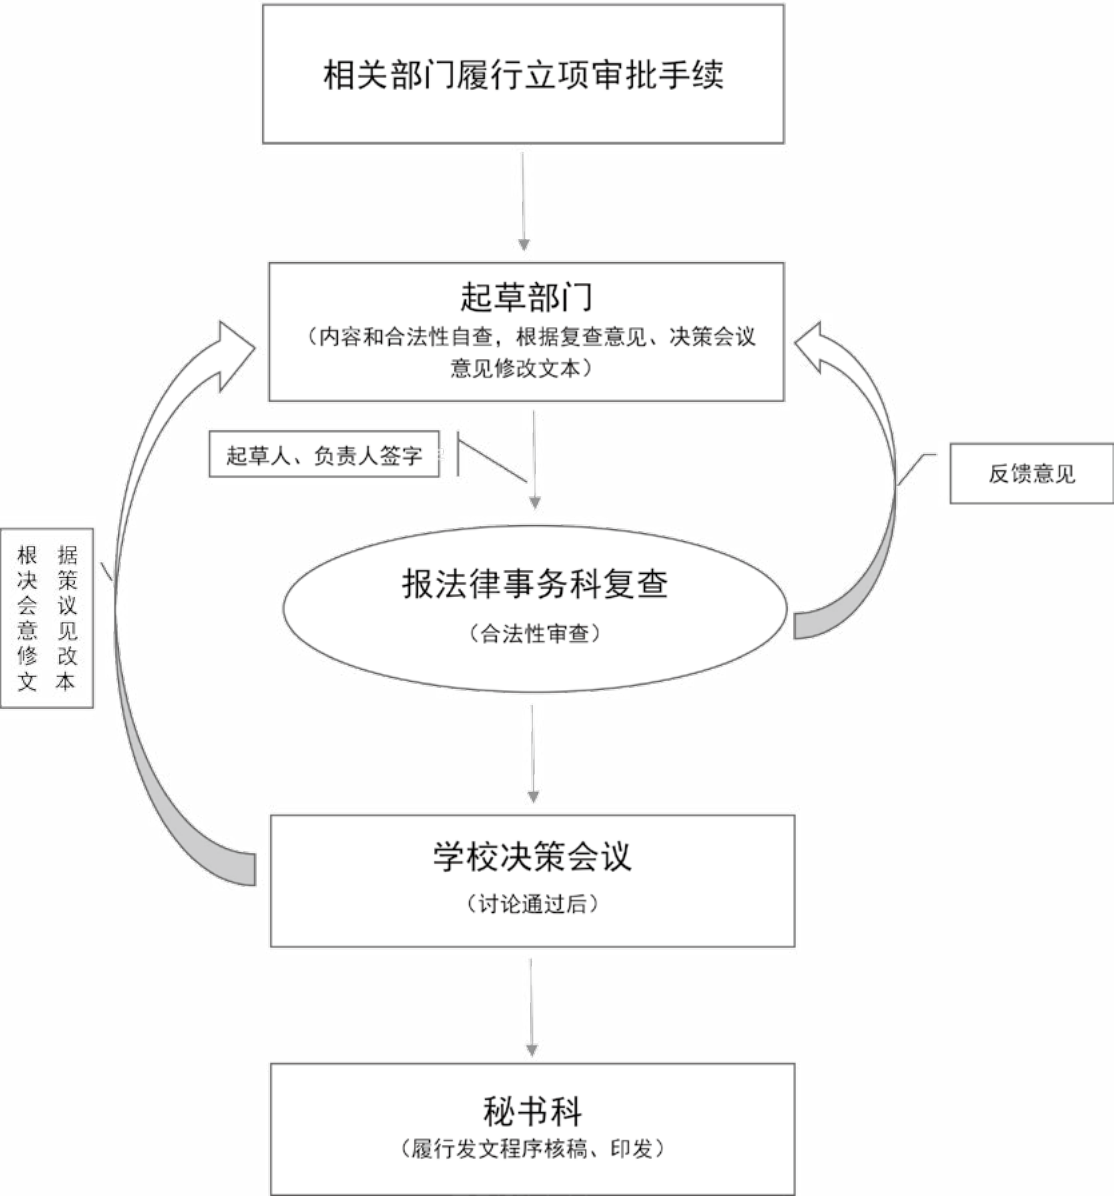 相关部门履行立项审批手续
起草部门
（内容和合法性自查，根据复查意见、决策会议
意见修改文本）
起草人、负责人签字
反馈意见
报法律事务科复查
（合法性审查）
根 据
决 策
会 议
意 见
修 改
文 本
学校决策会议
（讨论通过后）
秘书科
（履行发文程序核稿、印发）